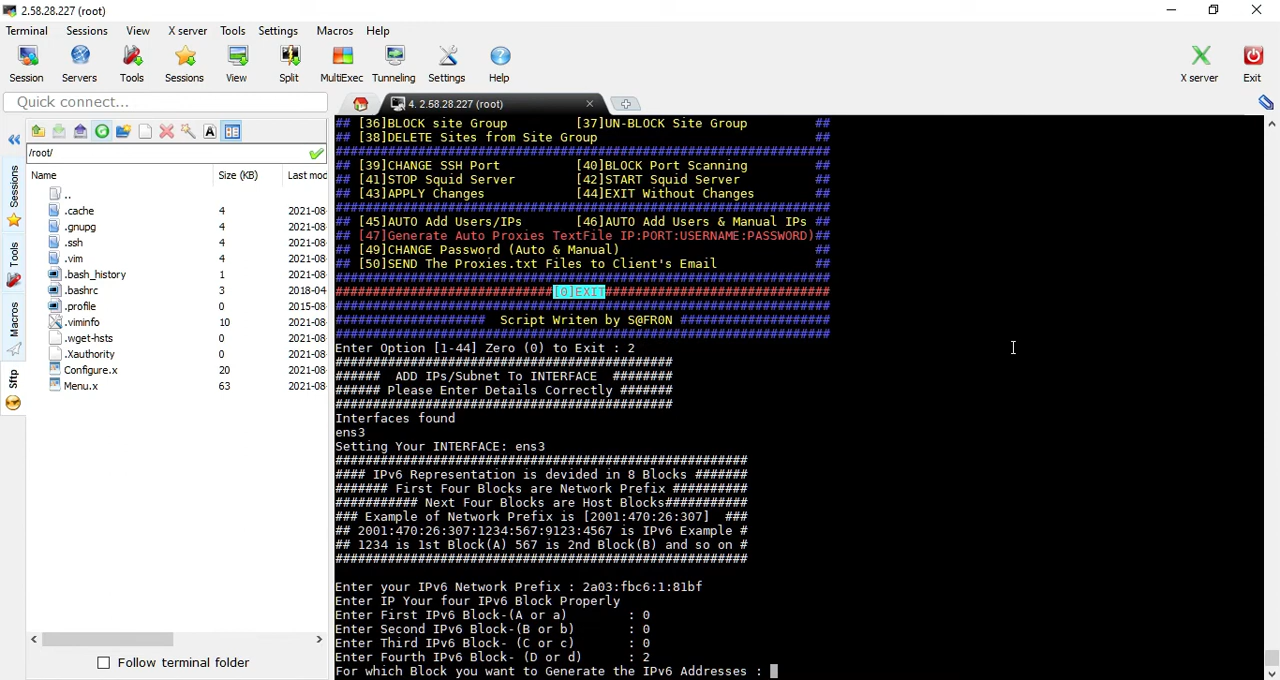 2.58.28.227 (root)
Terminal Sessions View X server Tools Settings Macros Help
Session Servers Tools Sessions View Split MultiExec Tunneling Settings Help X server Exit
Quick connect...
4. 2.58.28.227 (root)
/root/
Name Size (KB) Last mod
..
.cache 4 2021-08
.gnupg 4 2021-08
.ssh 4 2021-08
.vim 4 2021-08
.bash_history 1 2021-08
.bashrc 3 2018-04
.profile 0 2015-08
.viminfo 10 2021-08
.wget-hsts 0 2021-08
.Xauthority 0 2021-08
Configure.x 20 2021-08
Menu.x 63 2021-08
Sessions
Tools
Macros
Sftp
Follow terminal folder
## [36]BLOCK site Group [37]UN-BLOCK Site Group ##
## [38]DELETE Sites from Site Group ##
##################################################################
## [39]CHANGE SSH Port [40]BLOCK Port Scanning ##
## [41]STOP Squid Server [42]START Squid Server ##
## [43]APPLY Changes [44]EXIT Without Changes ##
##################################################################
## [45]AUTO Add Users/IPs [46]AUTO Add Users & Manual IPs ##
## [47]Generate Auto Proxies TextFile IP:PORT:USERNAME:PASSWORD)##
## [49]CHANGE Password (Auto & Manual) ##
## [50]SEND The Proxies.txt Files to Client's Email ##
##################################################################
#############################[0]EXIT##############################
##################################################################
#################### Script Writen by S@FR0N ####################
##################################################################
Enter Option [1-44] Zero (0) to Exit : 2
#############################################
###### ADD IPs/Subnet To INTERFACE ########
###### Please Enter Details Correctly #######
#############################################
Interfaces found
ens3
Setting Your INTERFACE: ens3
#######################################################
#### IPv6 Representation is devided in 8 Blocks #######
####### First Four Blocks are Network Prefix ##########
########### Next Four Blocks are Host Blocks###########
### Example of Network Prefix is [2001:470:26:307] ###
## 2001:470:26:307:1234:567:9123:4567 is IPv6 Example #
## 1234 is 1st Block(A) 567 is 2nd Block(B) and so on #
#######################################################
Enter your IPv6 Network Prefix : 2a03:fbc6:1:81bf
Enter IP Your four IPv6 Block Properly
Enter First IPv6 Block-(A or a) : 0
Enter Second IPv6 Block-(B or b) : 0
Enter Third IPv6 Block- (C or c) : 0
Enter Fourth IPv6 Block- (D or d) : 2
For which Block you want to Generate the IPv6 Addresses :